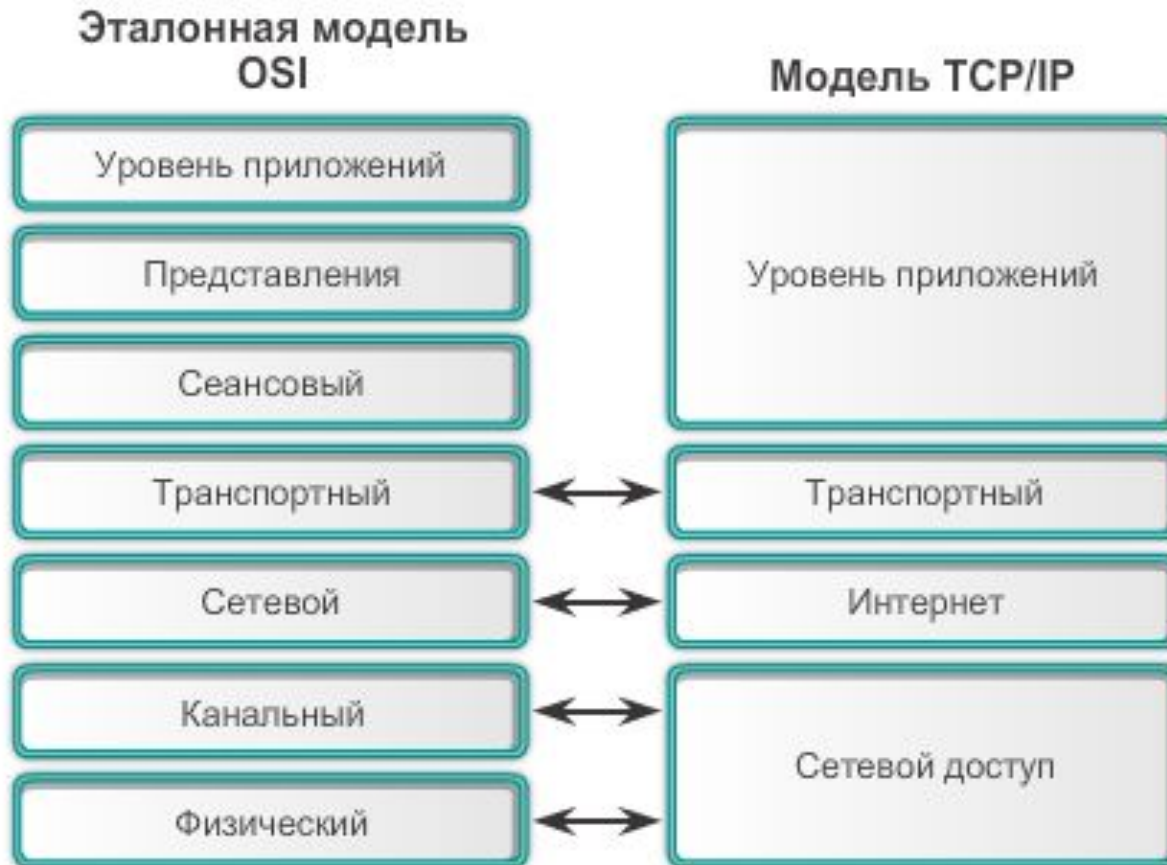 Эталонная модель
OSI
Уровень приложений
Представления
Сеансовый
Транспортный
Сетевой
Канальный
Физический
Модель TCP/IP
Уровень приложений
Транспортный
Интернет
Сетевой доступ